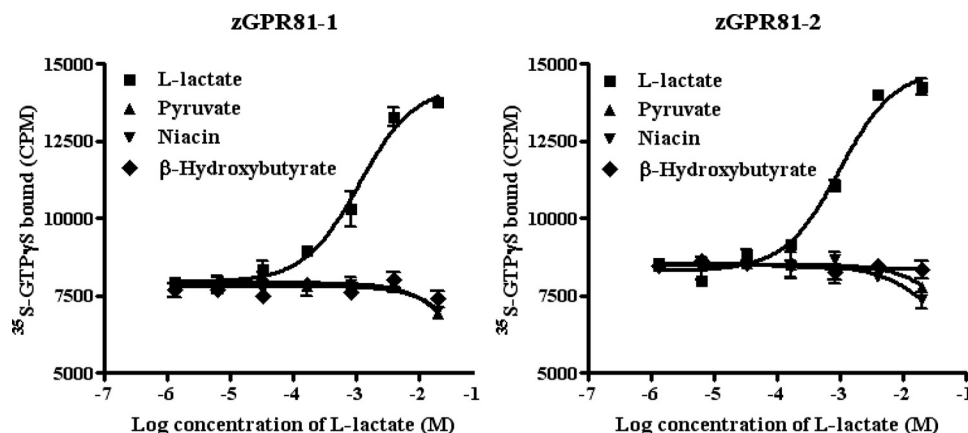 zGPR81-1
15000
12500
10000
7500
5000
³⁵S-GTPγS bound (CPM)
L-lactate
Pyruvate
Niacin
β-Hydroxybutyrate
-7 -6 -5 -4 -3 -2 -1
Log concentration of L-lactate (M)
zGPR81-2
15000
12500
10000
7500
5000
³⁵S-GTPγS bound (CPM)
L-lactate
Pyruvate
Niacin
β-Hydroxybutyrate
-7 -6 -5 -4 -3 -2 -1
Log concentration of L-lactate (M)